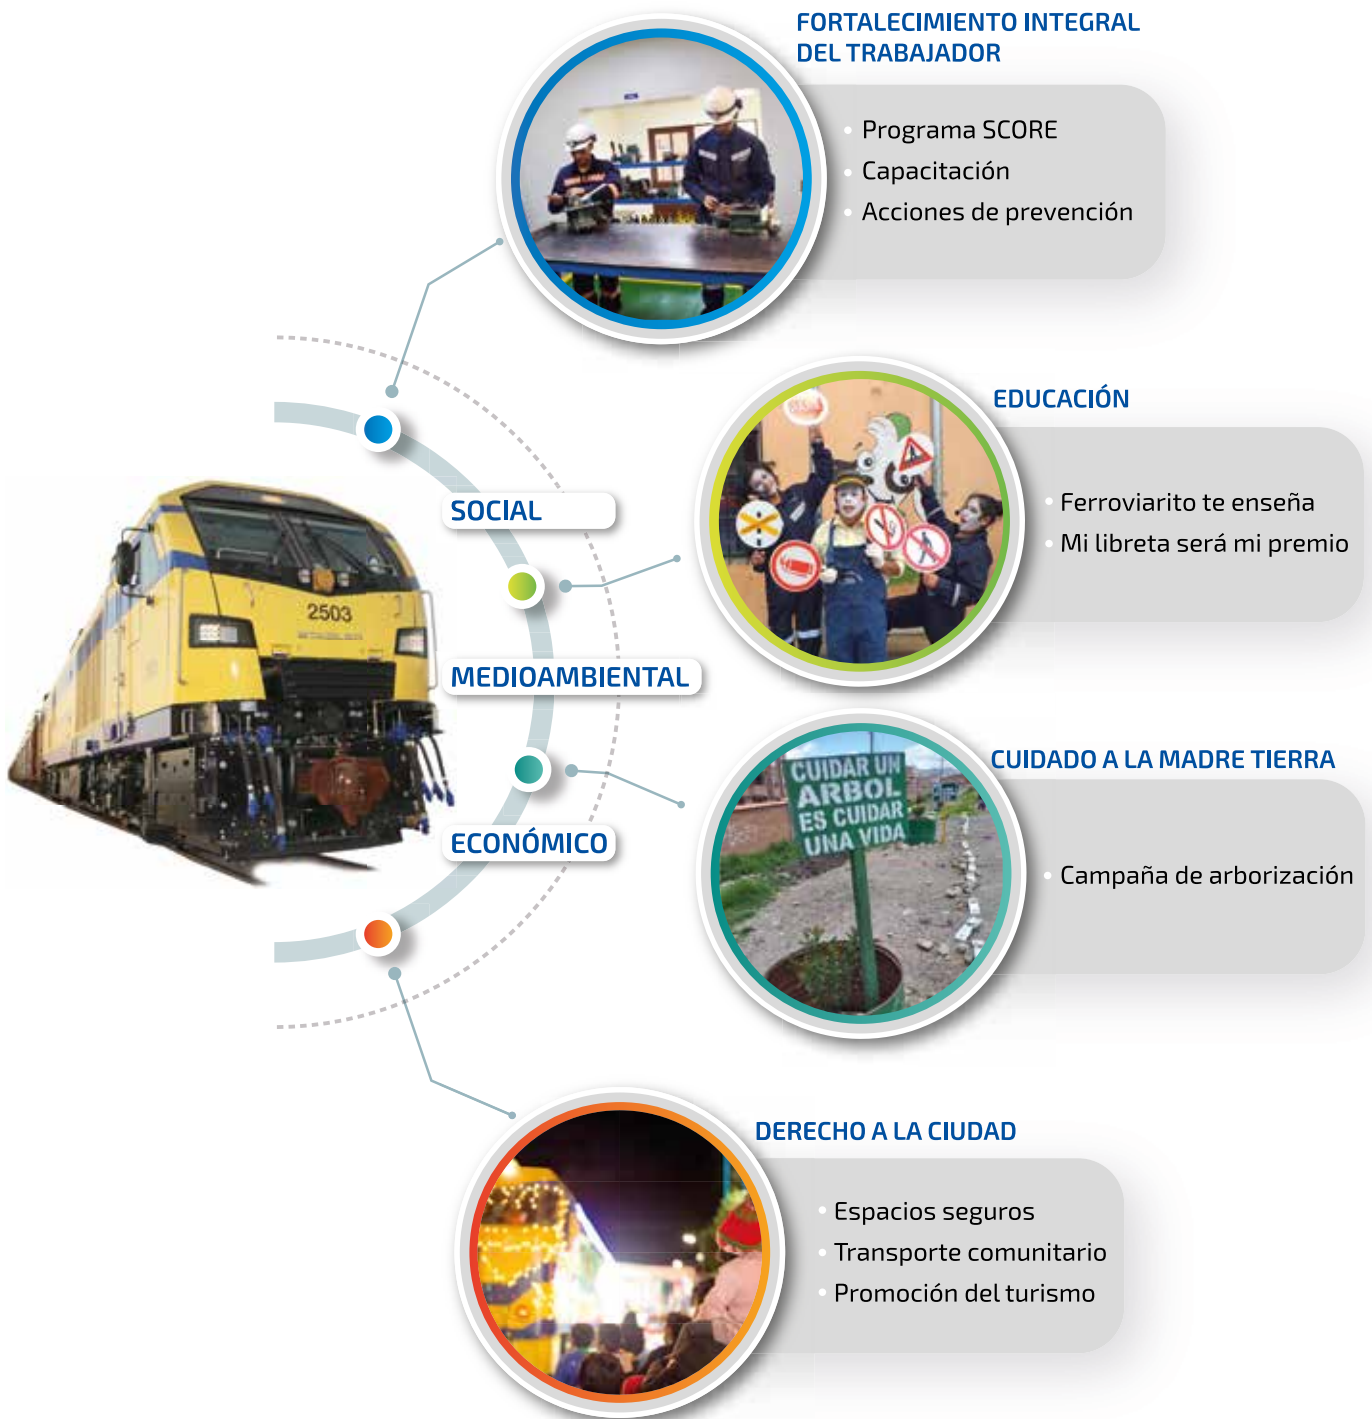 FORTALECIMIENTO INTEGRAL
DEL TRABAJADOR
• Programa SCORE
• Capacitación
• Acciones de prevención
EDUCACIÓN
• Ferroviarito te enseña
• Mi libreta será mi premio
SOCIAL
MEDIOAMBIENTAL
ECONÓMICO
2503
CUIDADO A LA MADRE TIERRA
• Campaña de arborización
CUIDAR UN
ARBOL
ES CUIDAR
UNA VIDA
DERECHO A LA CIUDAD
• Espacios seguros
• Transporte comunitario
• Promoción del turismo